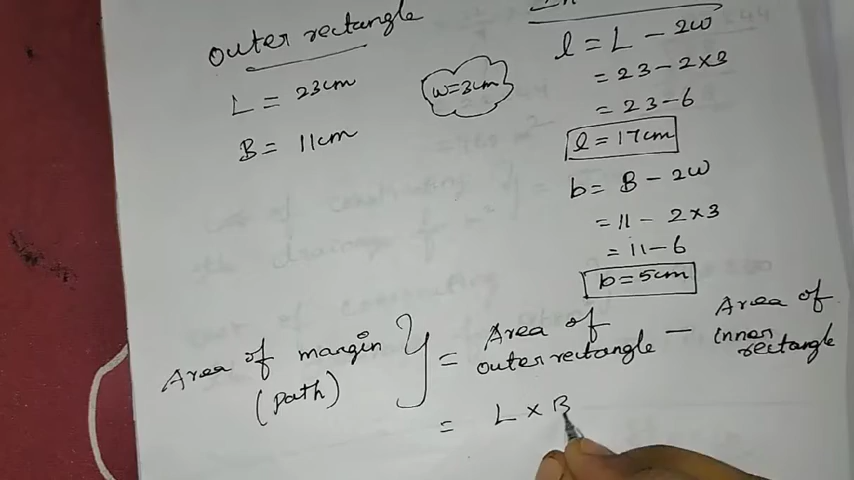 outer rectangle
L = 23cm
B = 11cm
w=3cm
l = L - 2w
= 23-2×3
= 23-6
l = 17cm
b = B - 2w
= 11 - 2×3
= 11-6
b=5cm
Area of margin } = Area of - Area of
(path) outer rectangle inner
rectangle
= L × B